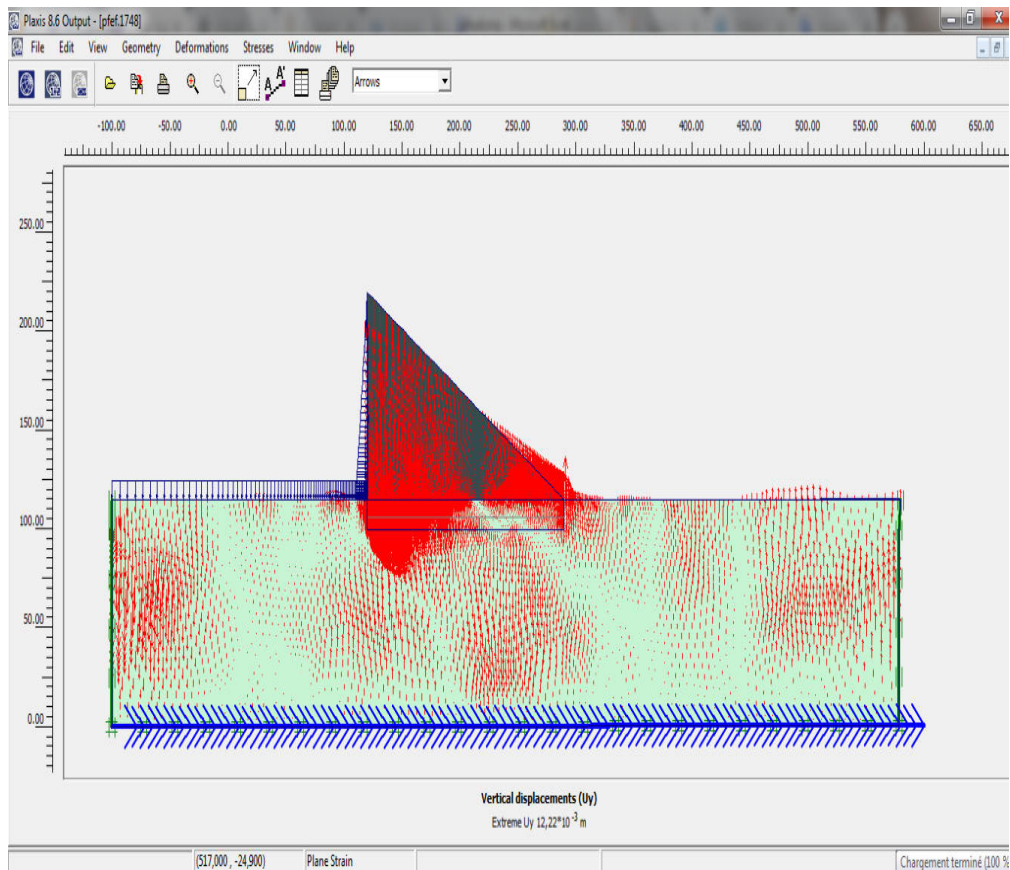 Plaxis 8.6 Output - [pfef.1748]
File Edit View Geometry Deformations Stresses Window Help
A A' Arrows
-100.00 -50.00 0.00 50.00 100.00 150.00 200.00 250.00 300.00 350.00 400.00 450.00 500.00 550.00 600.00 650.00
250.00
200.00
150.00
100.00
50.00
0.00
Vertical displacements (Uy)
Extreme Uy 12,22*10 -3 m
(517,000 , -24,900) Plane Strain Chargement terminé (100 %